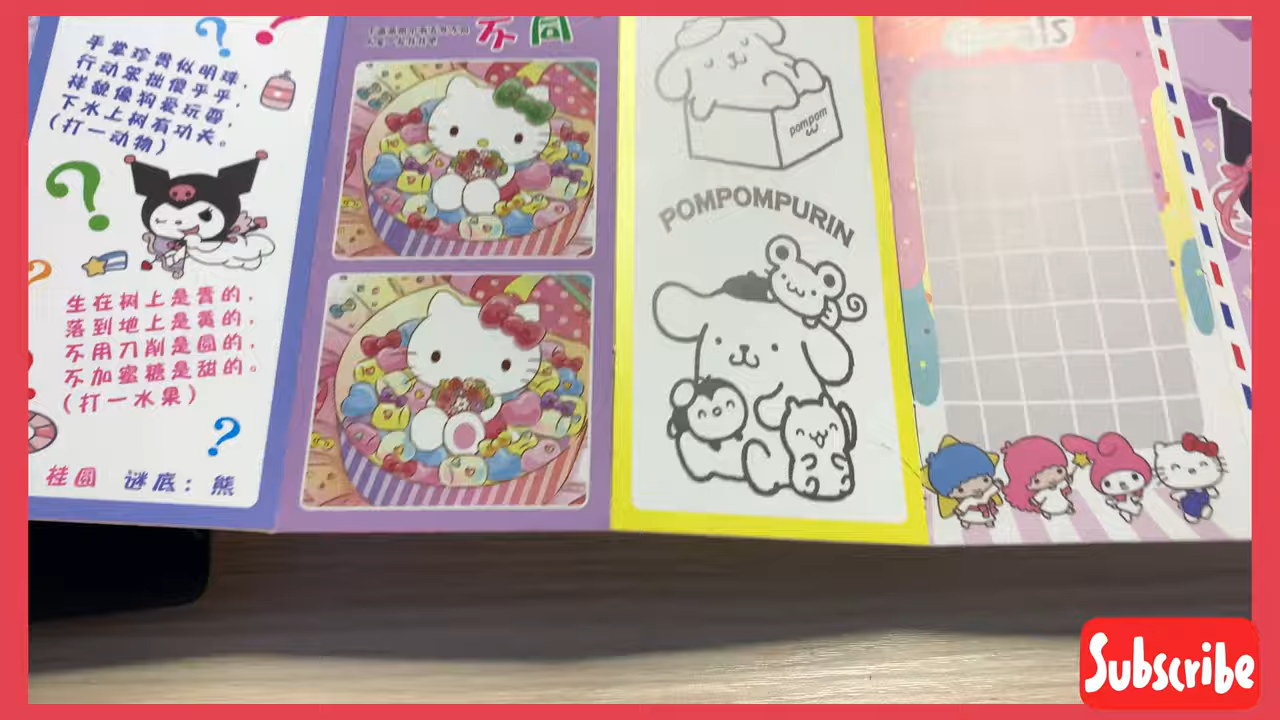 手掌珍贵似明珠，
行动笨拙傻乎乎，
样貌像狗爱玩耍，
下水上树有功夫。
(打一动物)
生在树上是青的，
落到地上是黄的，
不用刀削是圆的，
不加蜜糖是甜的。
(打一水果)
桂圆 谜底：熊
不同
pompom
POMPOMPURIN
Subscribe